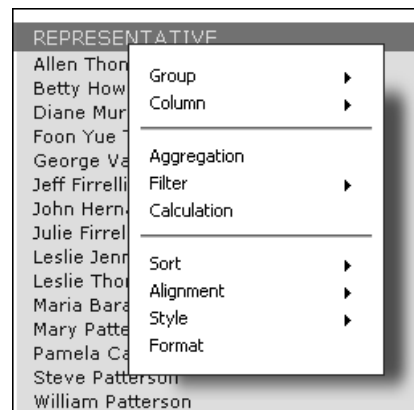 REPRESENTATIVE
Allen
Betty How
Diane Mur
Foon Yue
George Va
Jeff Firrelli
John Hern
Julie Firrel
Leslie Jenn
Leslie Tho
Maria Bara
Mary Patte
Pamela Ca
Steve Patterson
William Patterson
Group
Column
Aggregation
Filter
Calculation
Sort
Alignment
Style
Format